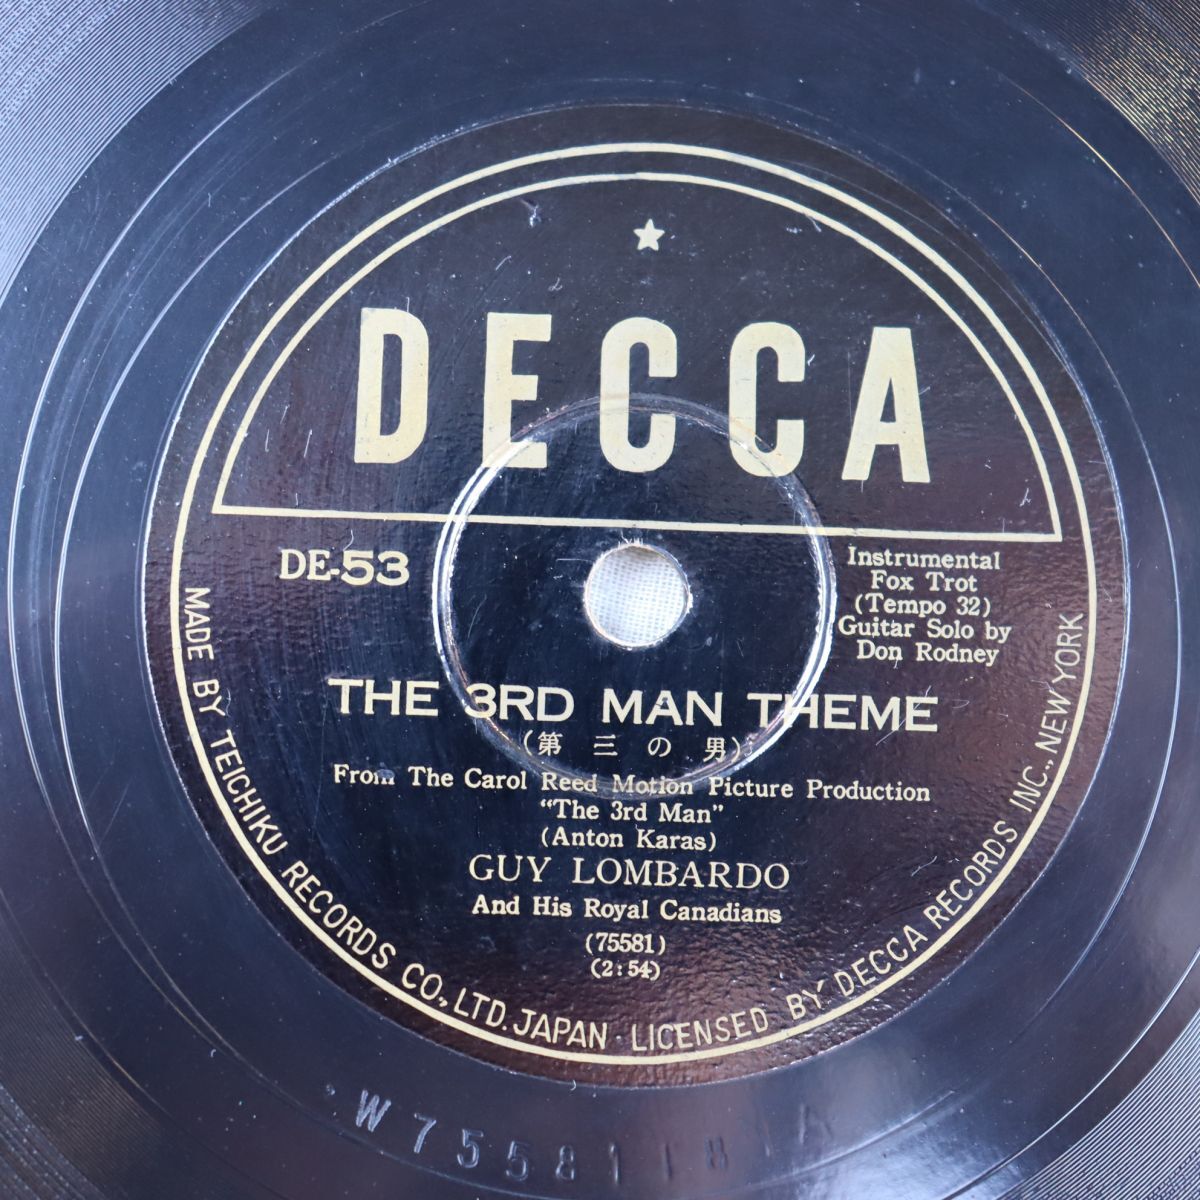 DECCA
DE-53
Instrumental
Fox Trot
(Tempo 32)
Guitar Solo by
Don Rodney
THE 3RD MAN THEME
(第三の男)
From The Carol Reed Motion Picture Production
"The 3rd Man"
(Anton Karas)
GUY LOMBARDO
And His Royal Canadians
(75581)
(2:54)
MADE BY TEICHIKU RECORDS CO., LTD. JAPAN · LICENSED BY DECCA RECORDS INC., NEW YORK
W 75581